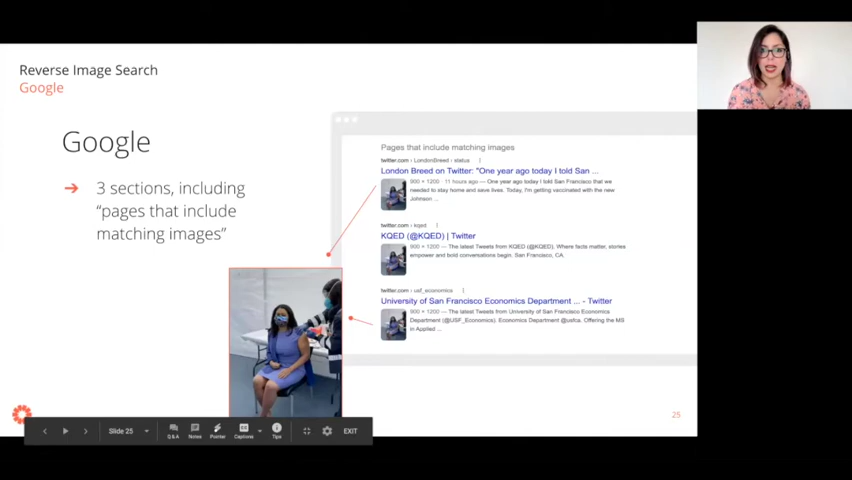 Reverse Image Search
Google
Google
➔ 3 sections, including
“pages that include
matching images”
Pages that include matching images
twitter.com › LondonBreed › status
London Breed on Twitter: "One year ago today I told San ...
900 × 1200 · 11 hours ago — One year ago today I told San Francisco that we
needed to stay home and save lives. Today, I'm getting vaccinated with the new
Johnson ...
twitter.com › kqed
KQED (@KQED) | Twitter
900 × 1200 — The latest Tweets from KQED (@KQED). Where facts matter, stories
empower and bold conversations begin. San Francisco, CA.
twitter.com › usf_economics
University of San Francisco Economics Department ... - Twitter
900 × 1200 — The latest Tweets from University of San Francisco Economics
Department (@USF_Economics). Economics Department @usfca. Offering the MS
in Applied ...
25
Slide 25
Q&A
Notes
Pointer
Captions
Tips
EXIT